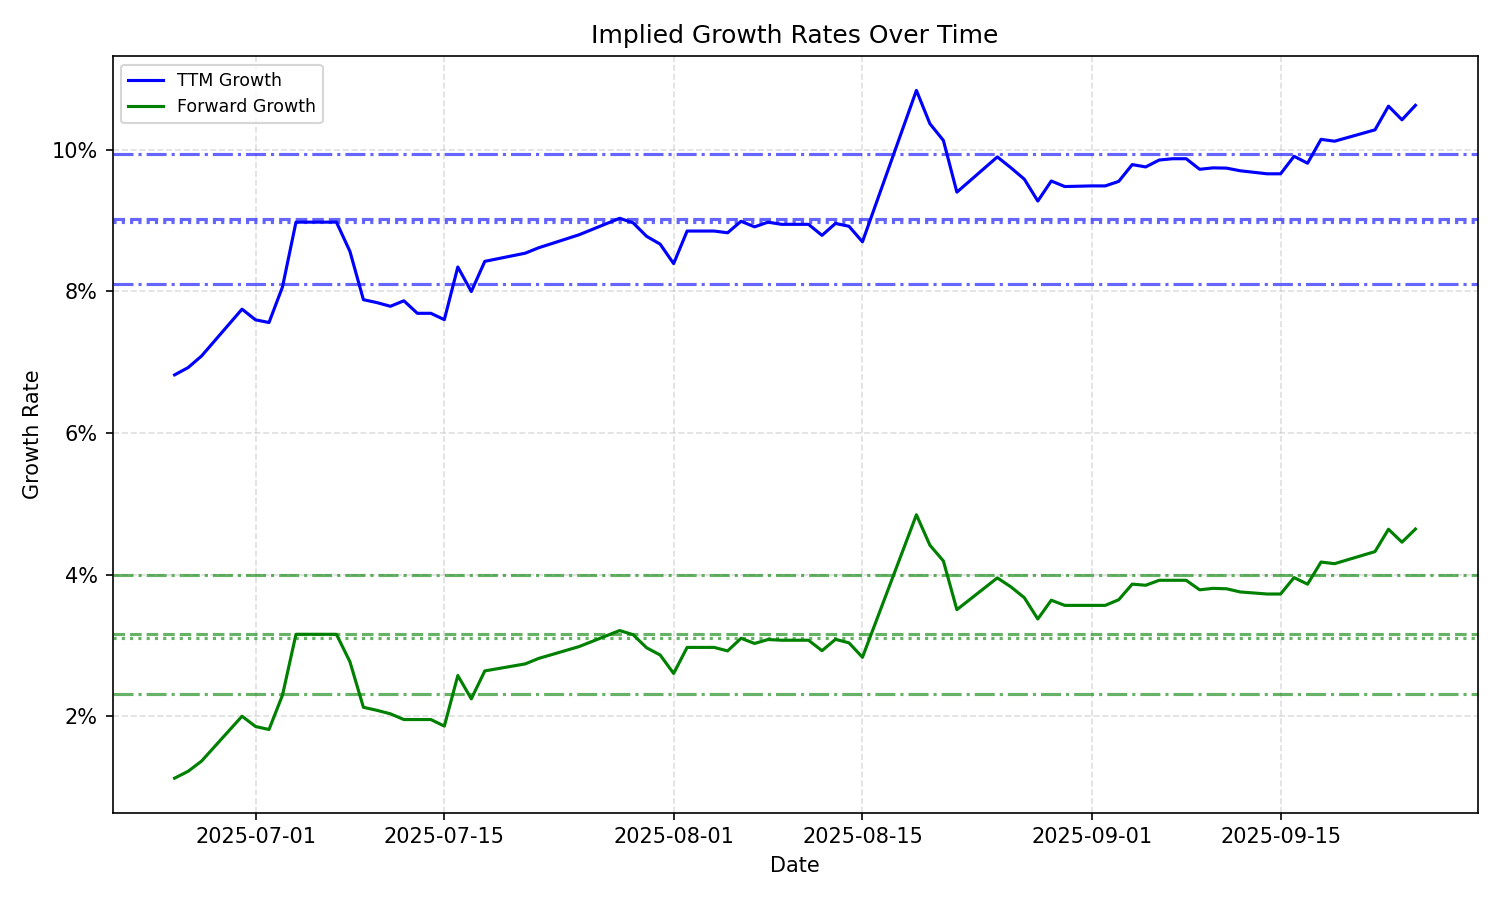 Implied Growth Rates Over Time
TTM Growth
Forward Growth
10%
8%
6%
4%
2%
Growth Rate
2025-07-01
2025-07-15
2025-08-01
2025-08-15
2025-09-01
2025-09-15
Date